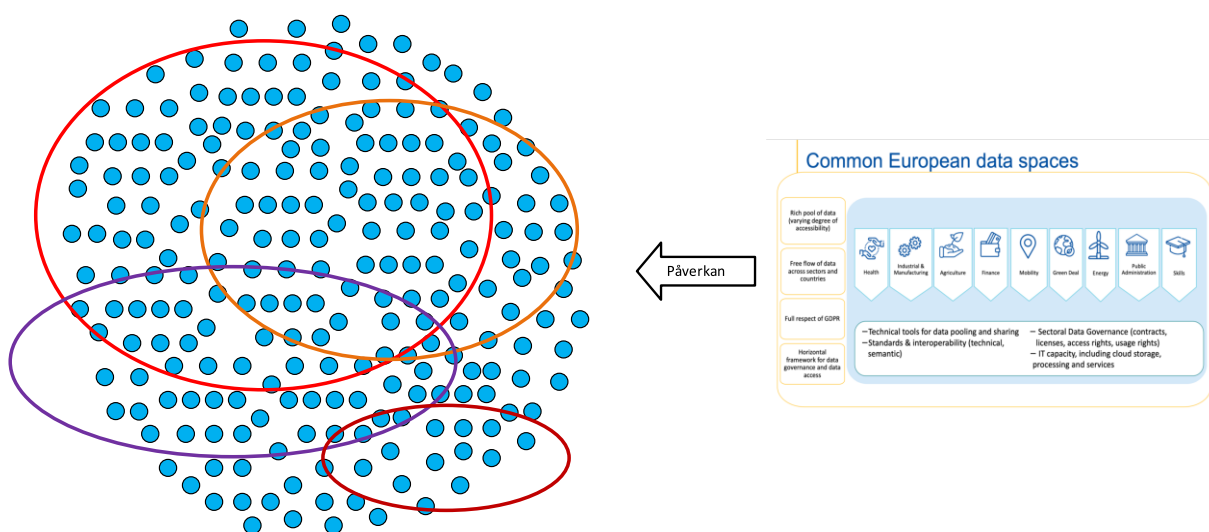 Påverkan
Common European data spaces
Rich pool of data
(varying degree of
accessibility)
Free flow of data
across sectors and
countries
Full respect of GDPR
Horizontal
framework for data
governance and data
access
Health
Industrial &
Manufacturing
Agriculture
Finance
Mobility
Green Deal
Energy
Public
Administration
Skills
– Technical tools for data pooling and sharing
– Standards & interoperability (technical,
semantic)
– Sectoral Data Governance (contracts,
licenses, access rights, usage rights)
– IT capacity, including cloud storage,
processing and services